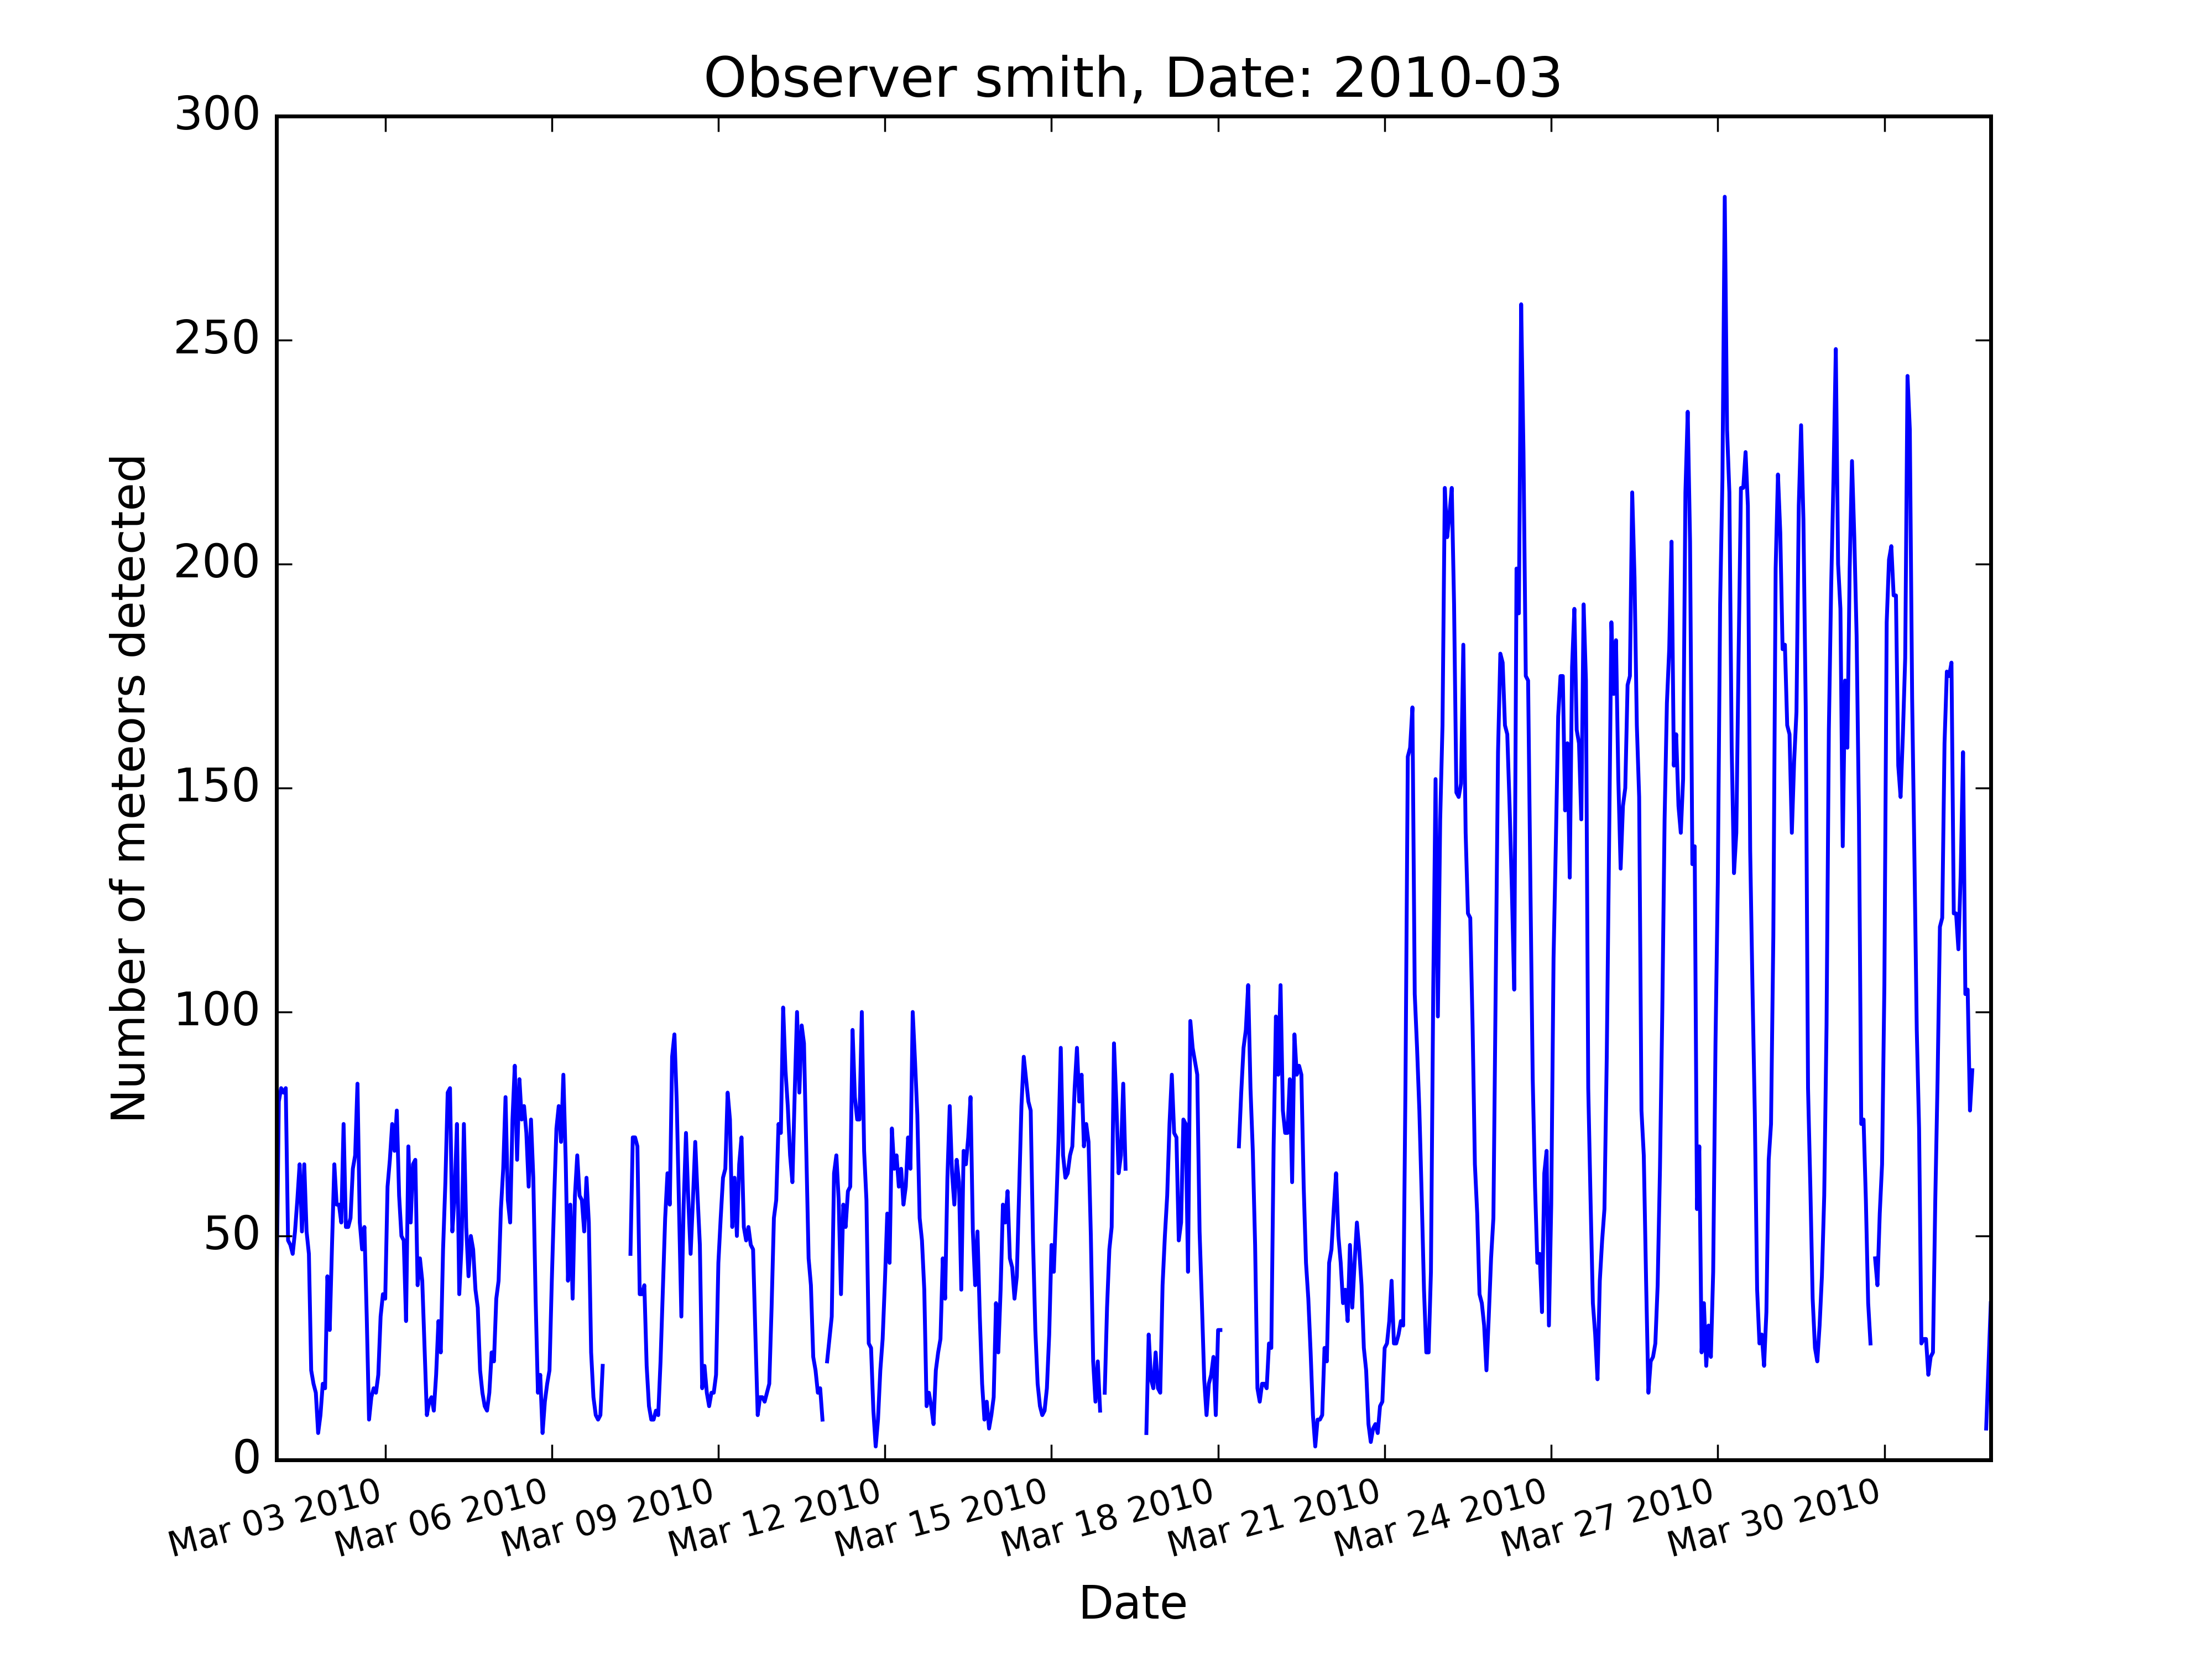 Observer smith, Date: 2010-03
Number of meteors detected
300
250
200
150
100
50
0
Mar 03 2010
Mar 06 2010
Mar 09 2010
Mar 12 2010
Mar 15 2010
Mar 18 2010
Mar 21 2010
Mar 24 2010
Mar 27 2010
Mar 30 2010
Date